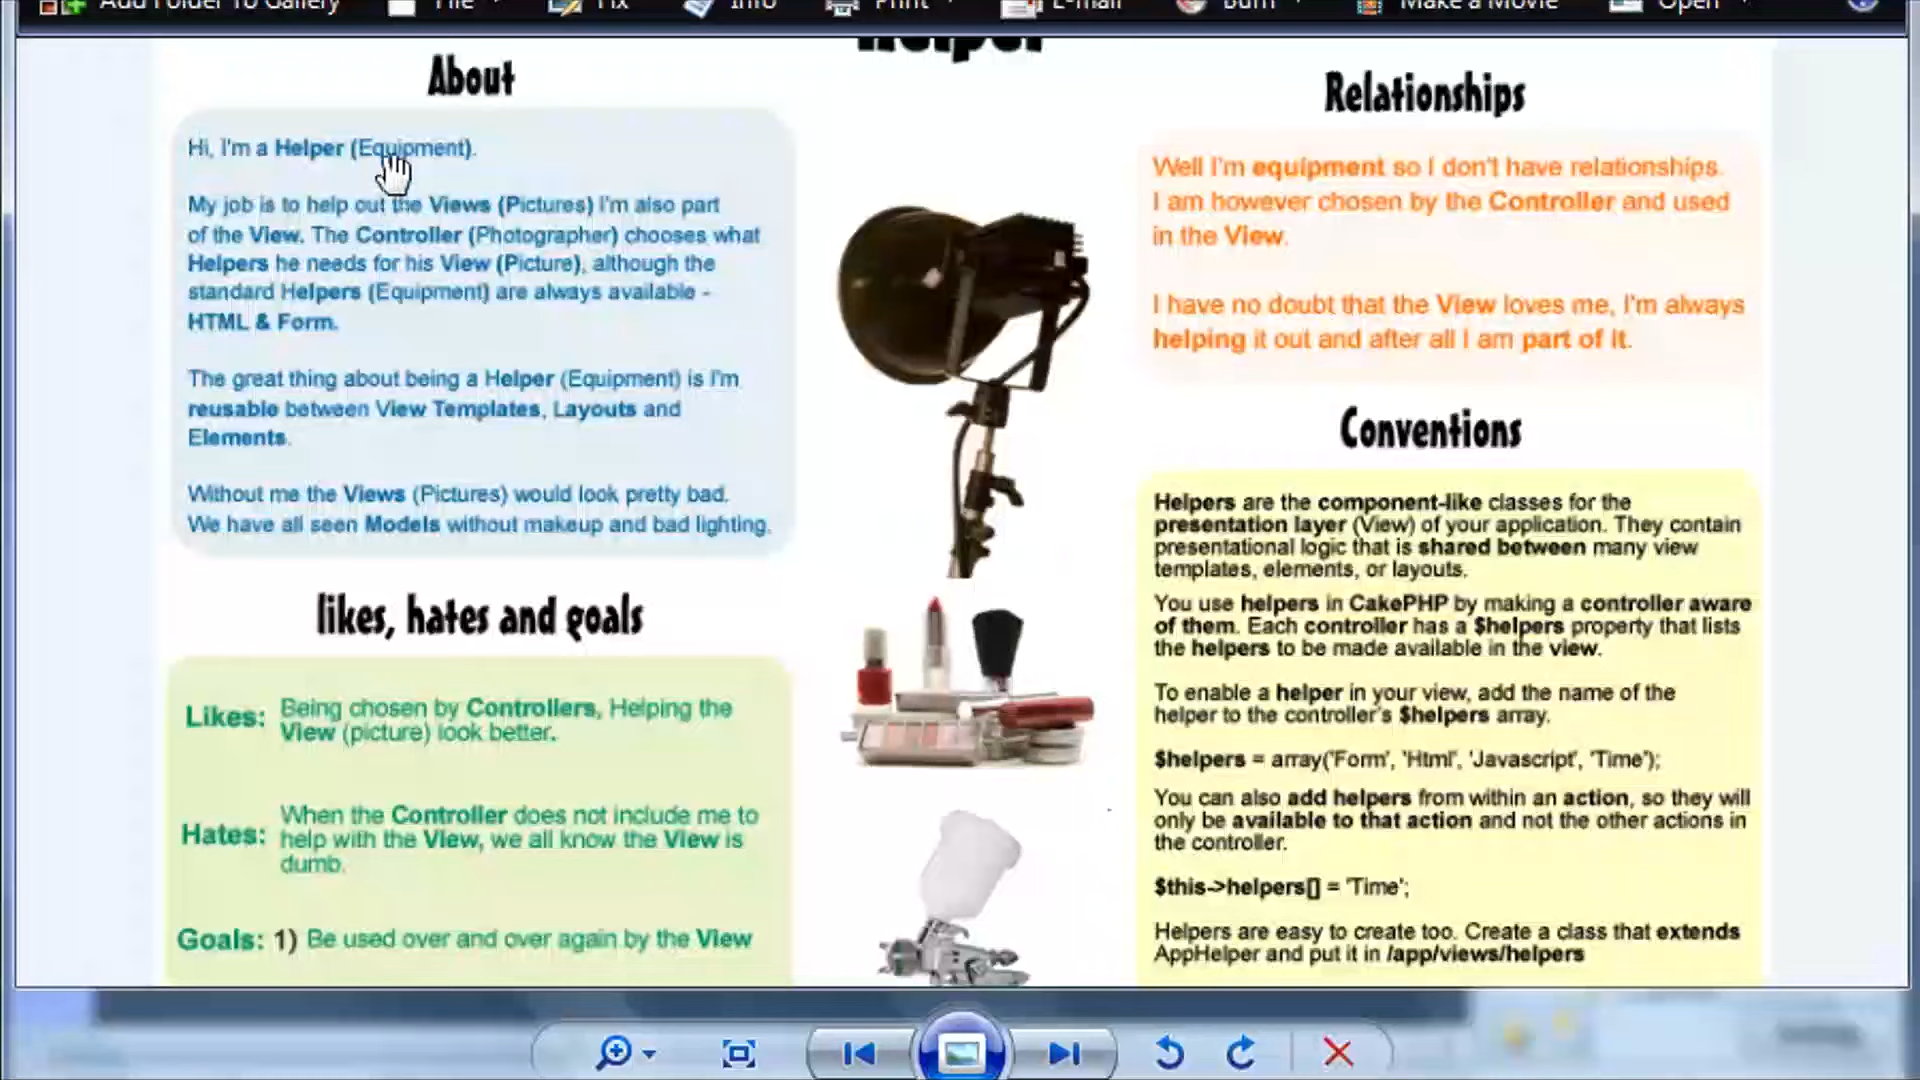 Add Folder To Gallery
File
Fix
Info
Print
E-mail
Burn
Make a Movie
Open
Helper
About
Hi, I'm a Helper (Equipment).
My job is to help out the Views (Pictures) I'm also part
of the View. The Controller (Photographer) chooses what
Helpers he needs for his View (Picture), although the
standard Helpers (Equipment) are always available -
HTML & Form.
The great thing about being a Helper (Equipment) is I'm
reusable between View Templates, Layouts and
Elements.
Without me the Views (Pictures) would look pretty bad.
We have all seen Models without makeup and bad lighting.
likes, hates and goals
Likes: Being chosen by Controllers, Helping the
View (picture) look better.
Hates: When the Controller does not include me to
help with the View, we all know the View is
dumb.
Goals: 1) Be used over and over again by the View
Relationships
Well I'm equipment so I don't have relationships.
I am however chosen by the Controller and used
in the View.
I have no doubt that the View loves me, I'm always
helping it out and after all I am part of it.
Conventions
Helpers are the component-like classes for the
presentation layer (View) of your application. They contain
presentational logic that is shared between many view
templates, elements, or layouts.
You use helpers in CakePHP by making a controller aware
of them. Each controller has a $helpers property that lists
the helpers to be made available in the view.
To enable a helper in your view, add the name of the
helper to the controller's $helpers array.
$helpers = array('Form', 'Html', 'Javascript', 'Time');
You can also add helpers from within an action, so they will
only be available to that action and not the other actions in
the controller.
$this->helpers[] = 'Time';
Helpers are easy to create too. Create a class that extends
AppHelper and put it in /app/views/helpers